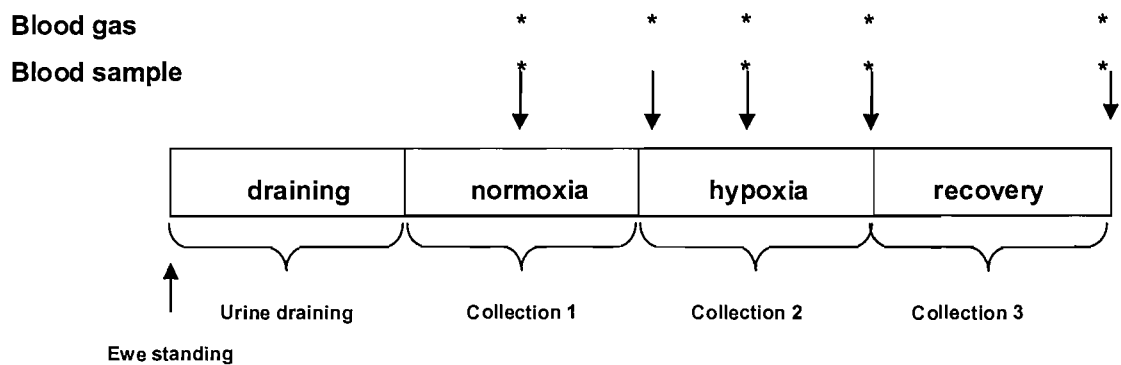 Blood gas * * * * *
Blood sample * * * *
draining normoxia hypoxia recovery
Urine draining Collection 1 Collection 2 Collection 3
Ewe standing